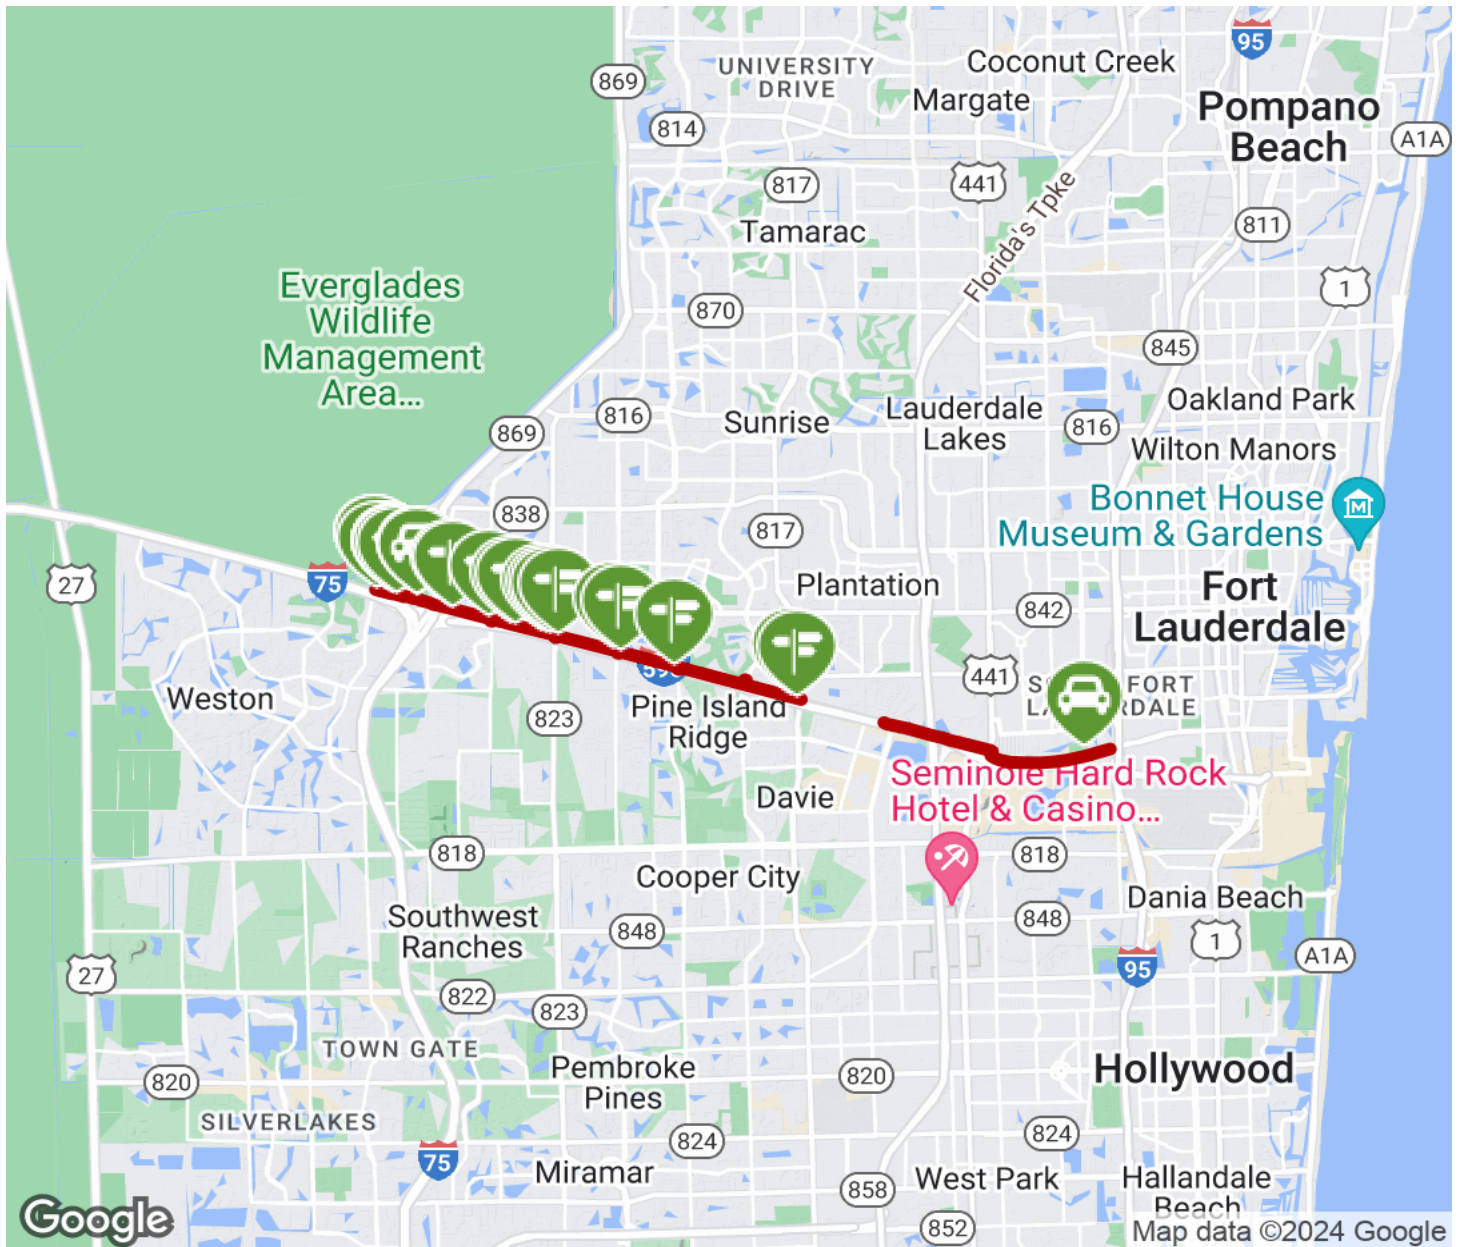 95
Coconut Creek
UNIVERSITY
DRIVE
869
Margate
Pompano
Beach
814
A1A
817
441
Florida's Tpke
811
Tamarac
Everglades
Wildlife
Management
Area...
1
870
845
Oakland Park
816
Sunrise
Lauderdale
Lakes
816
869
Wilton Manors
Bonnet House
Museum & Gardens
M
838
817
27
75
Plantation
Fort
Lauderdale
842
595
441
FORT
Weston
823
Pine Island
Ridge
Seminole Hard Rock
Hotel & Casino...
Davie
818
818
Cooper City
Dania Beach
Southwest
Ranches
848
848
1
A1A
27
95
822
823
TOWN GATE
Pembroke
Pines
820
820
Hollywood
SILVERLAKES
824
824
75
Miramar
858
West Park
Hallandale
Beach
852
Google
Map data ©2024 Google